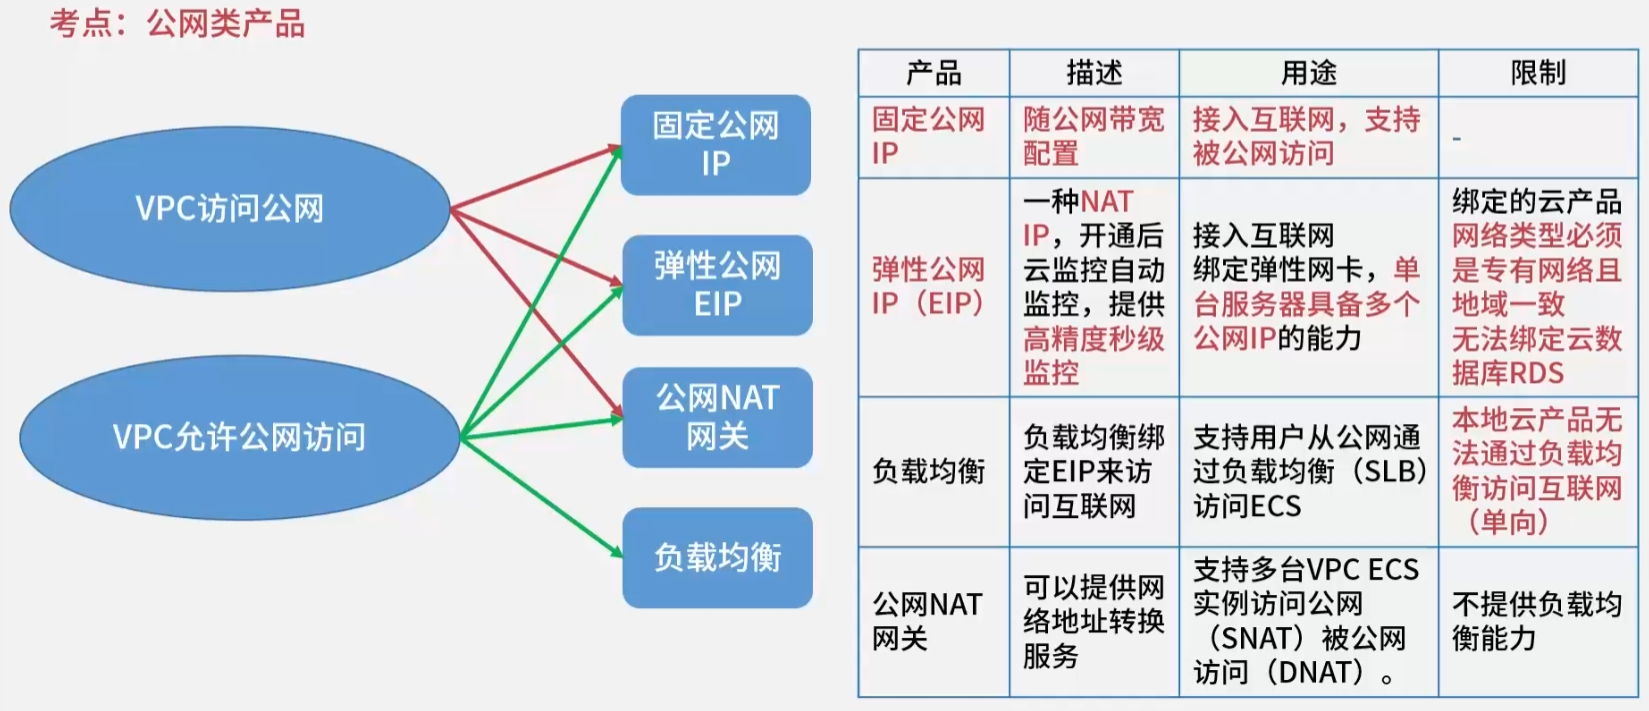 考点：公网类产品
VPC访问公网
VPC允许公网访问
固定公网
IP
弹性公网
EIP
公网NAT
网关
负载均衡
产品
描述
用途
限制
固定公网
IP
随公网带宽
配置
接入互联网，支持
被公网访问
-
弹性公网
IP（EIP）
一种NAT
IP，开通后
云监控自动
监控，提供
高精度秒级
监控
接入互联网
绑定弹性网卡，单
台服务器具备多个
公网IP的能力
绑定的云产品
网络类型必须
是专有网络且
地域一致
无法绑定云数
据库RDS
负载均衡
负载均衡绑
定EIP来访
问互联网
支持用户从公网通
过负载均衡（SLB）
访问ECS
本地云产品无
法通过负载均
衡访问互联网
（单向）
公网NAT
网关
可以提供网
络地址转换
服务
支持多台VPC ECS
实例访问公网
（SNAT）被公网
访问（DNAT）。
不提供负载均
衡能力